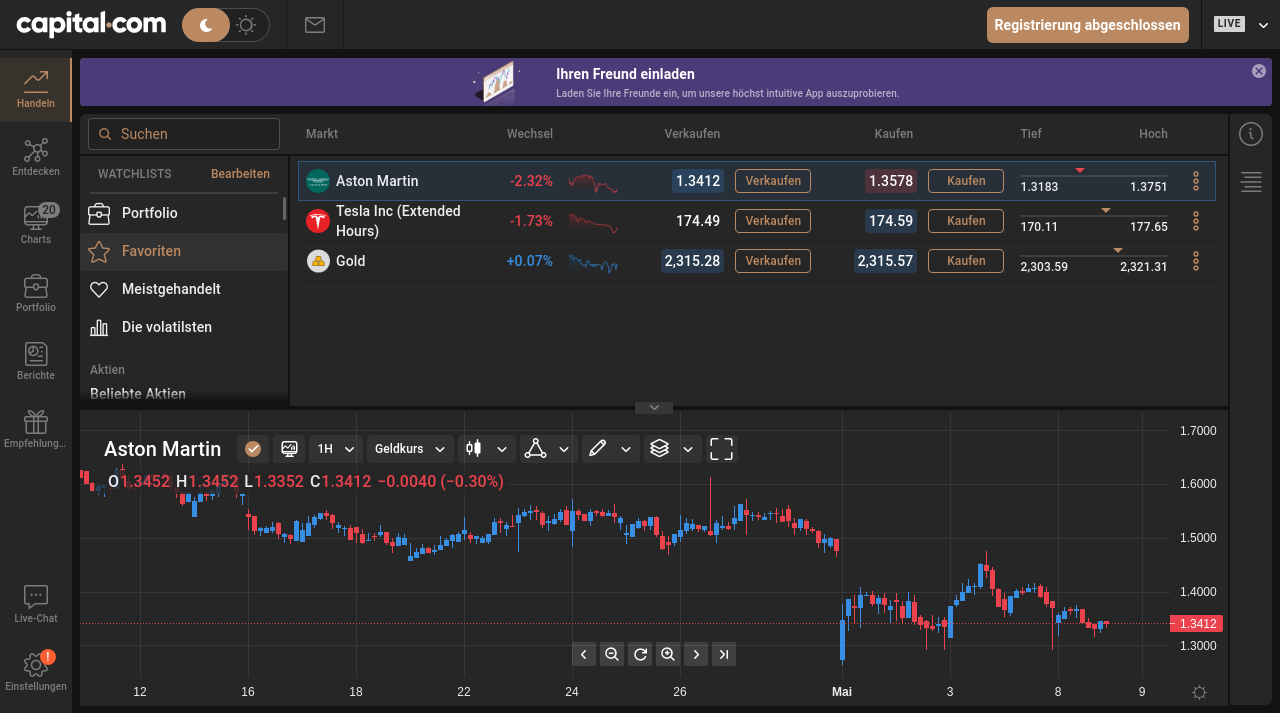 capital.com
Registrierung abgeschlossen
LIVE
Ihren Freund einladen
Laden Sie Ihre Freunde ein, um unsere höchst intuitive App auszuprobieren.
Handeln
Entdecken
20
Charts
Portfolio
Berichte
Empfehlung...
Live-Chat
!
Einstellungen
Suchen
WATCHLISTS Bearbeiten
Portfolio
Favoriten
Meistgehandelt
Die volatilsten
Aktien
Beliebte Aktien
Markt Wechsel Verkaufen Kaufen Tief Hoch
Aston Martin -2.32% 1.3412 Verkaufen 1.3578 Kaufen 1.3183 1.3751
Tesla Inc (Extended
Hours) -1.73% 174.49 Verkaufen 174.59 Kaufen 170.11 177.65
Gold +0.07% 2,315.28 Verkaufen 2,315.57 Kaufen 2,303.59 2,321.31
Aston Martin 1H Geldkurs
O1.3452 H1.3452 L1.3352 C1.3412 −0.0040 (−0.30%)
1.7000
1.6000
1.5000
1.4000
1.3412
1.3000
12 16 18 22 24 26 Mai 3 8 9